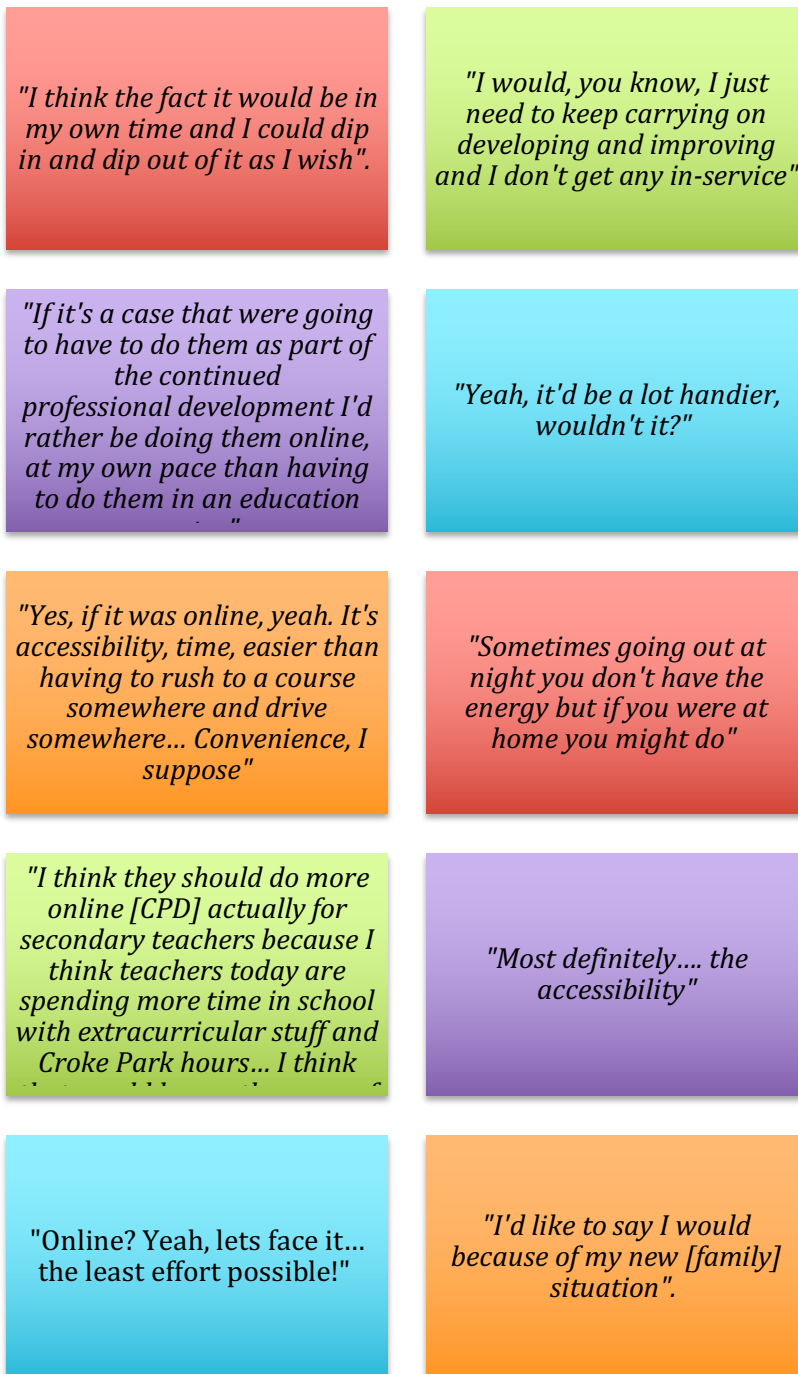 "I think the fact it would be in
my own time and I could dip
in and dip out of it as I wish".
"I would, you know, I just
need to keep carrying on
developing and improving
and I don't get any in-service"
"If it's a case that were going
to have to do them as part of
the continued
professional development I'd
rather be doing them online,
at my own pace than having
to do them in an education
"
"Yeah, it'd be a lot handier,
wouldn't it?"
"Yes, if it was online, yeah. It's
accessibility, time, easier than
having to rush to a course
somewhere and drive
somewhere… Convenience, I
suppose"
"Sometimes going out at
night you don't have the
energy but if you were at
home you might do"
"I think they should do more
online [CPD] actually for
secondary teachers because I
think teachers today are
spending more time in school
with extracurricular stuff and
Croke Park hours… I think
"Most definitely…. the
accessibility"
"Online? Yeah, lets face it…
the least effort possible!"
"I'd like to say I would
because of my new [family]
situation".